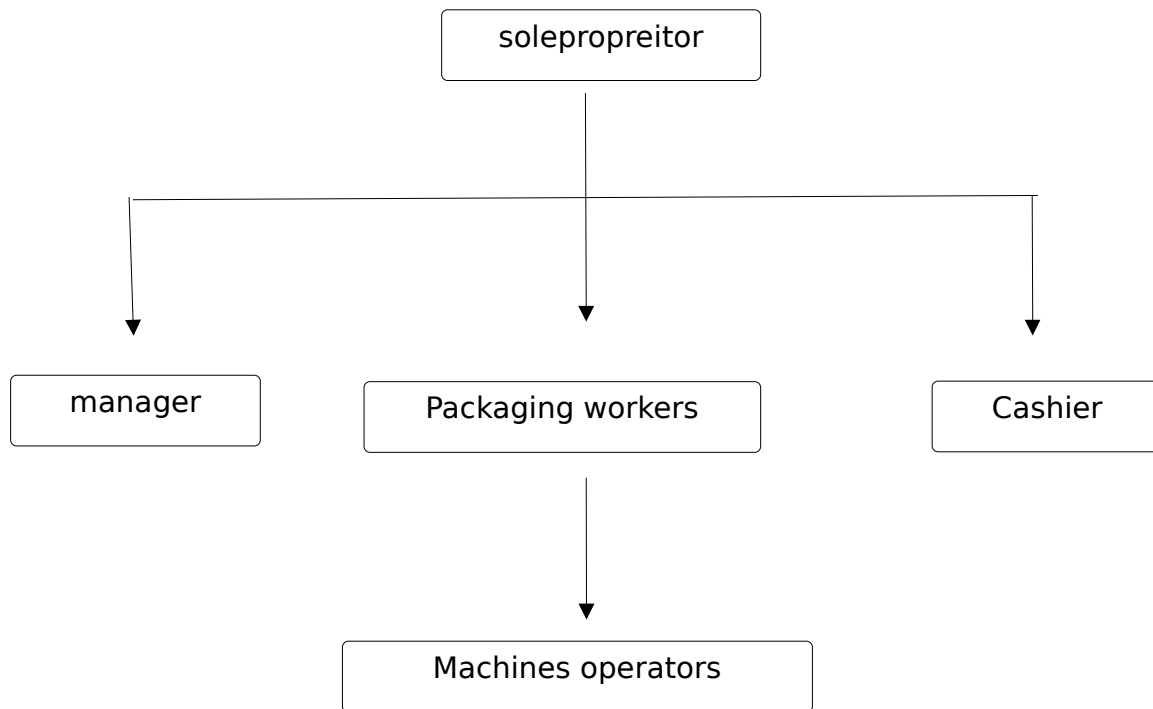 solepropreitor
manager
Packaging workers
Cashier
Machines operators